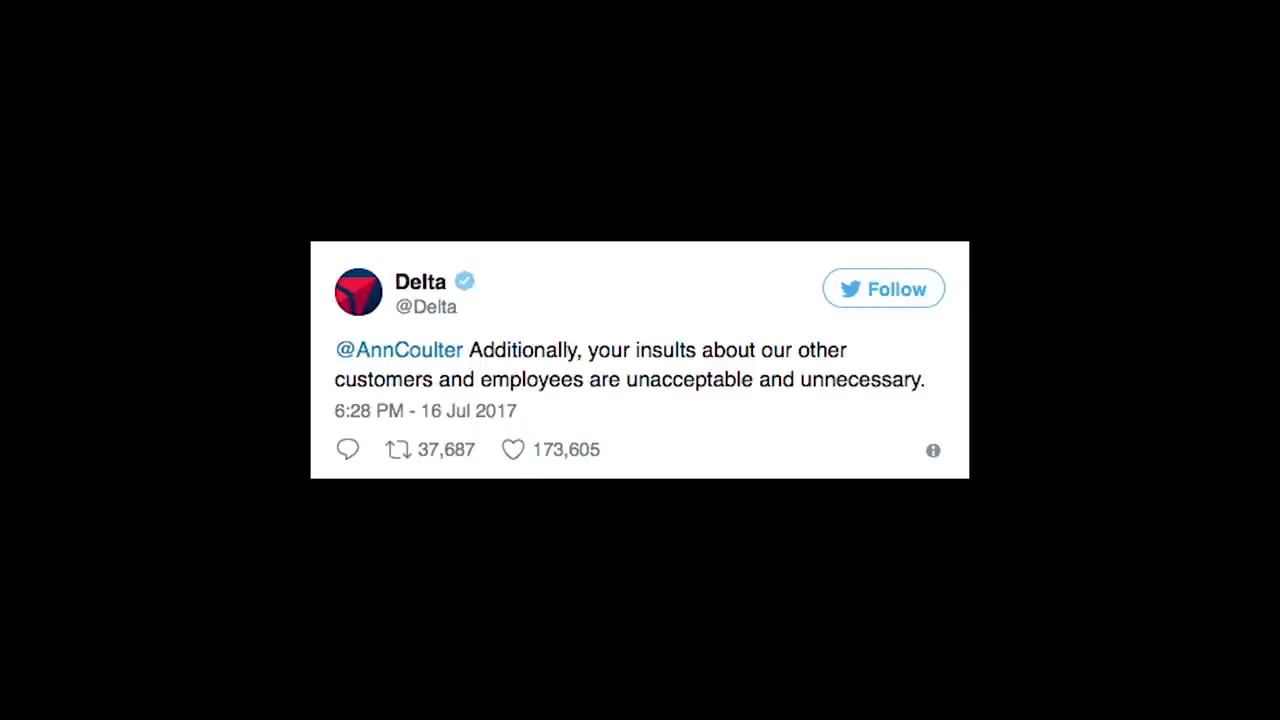 Delta
@Delta
Follow
@AnnCoulter Additionally, your insults about our other
customers and employees are unacceptable and unnecessary.
6:28 PM - 16 Jul 2017
37,687 173,605